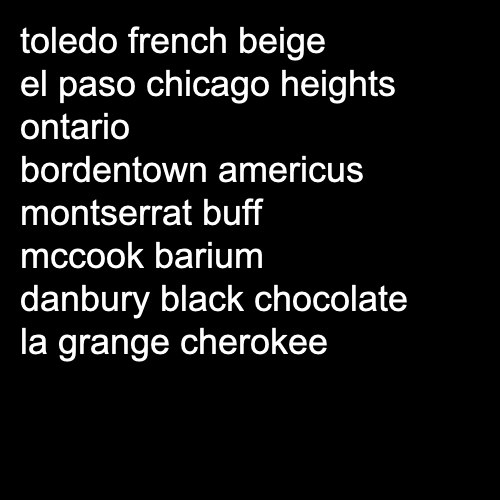 toledo french beige
el paso chicago heights
ontario
bordentown americus
montserrat buff
mccook barium
danbury black chocolate
la grange cherokee